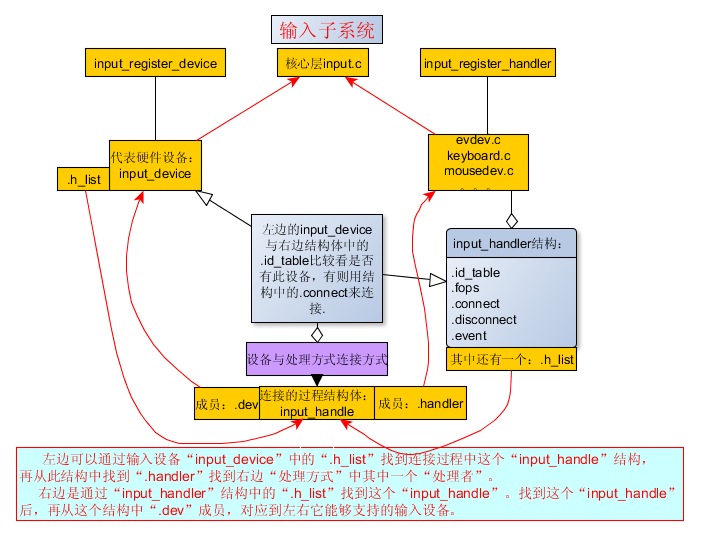 输入子系统
input_register_device
核心层input.c
input_register_handler
代表硬件设备：
input_device
.h_list
evdev.c
keyboard.c
mousedev.c
。。。
左边的input_device
与右边结构体中的
.id_table比较看是否
有此设备，有则用结
构中的.connect来连
接.
input_handler结构：
.id_table
.fops
.connect
.disconnect
.event
其中还有一个：.h_list
设备与处理方式连接方式
成员：.dev
连接的过程结构体：
input_handle
成员：.handler
左边可以通过输入设备“input_device”中的“.h_list”找到连接过程中这个“input_handle”结构，
再从此结构中找到“.handler”找到右边“处理方式”中其中一个“处理者”。
右边是通过“input_handler”结构中的“.h_list”找到这个“input_handle”。找到这个“input_handle”
后，再从这个结构中“.dev”成员，对应到左右它能够支持的输入设备。